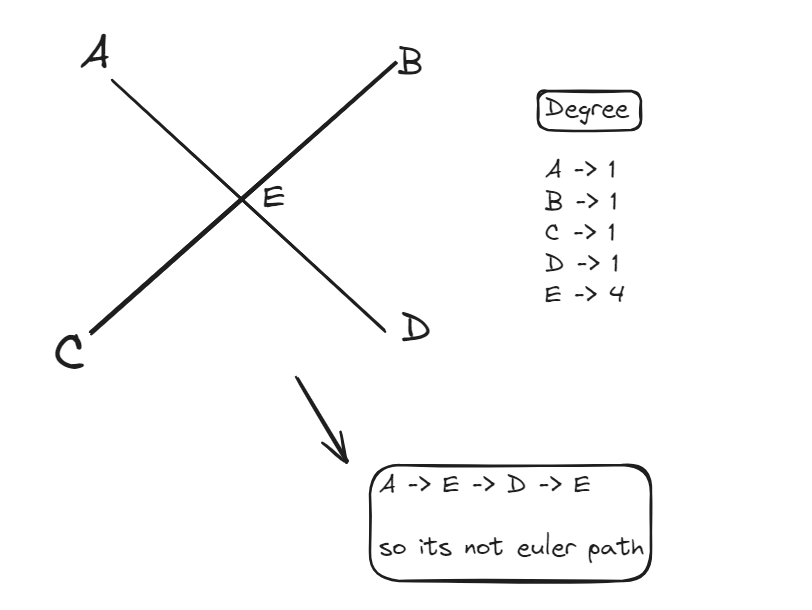 A
B
E
C
D
Degree
A -> 1
B -> 1
C -> 1
D -> 1
E -> 4
A -> E -> D -> E
so its not euler path